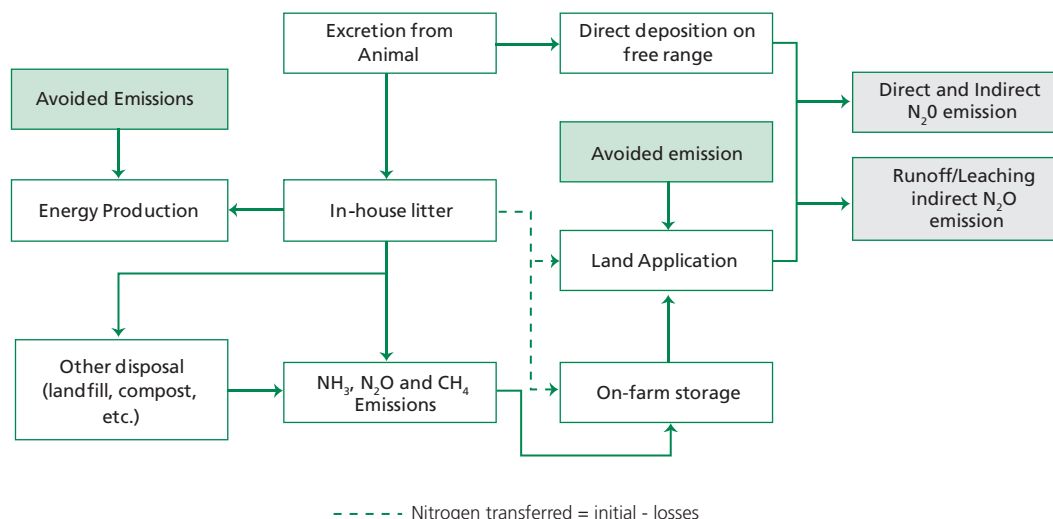 Excretion from
Animal
Direct deposition on
free range
Avoided Emissions
Direct and Indirect
N₂0 emission
Avoided emission
Runoff/Leaching
indirect N₂O
emission
Energy Production
In-house litter
Land Application
Other disposal
(landfill, compost,
etc.)
NH₃, N₂O and CH₄
Emissions
On-farm storage
Nitrogen transferred = initial - losses